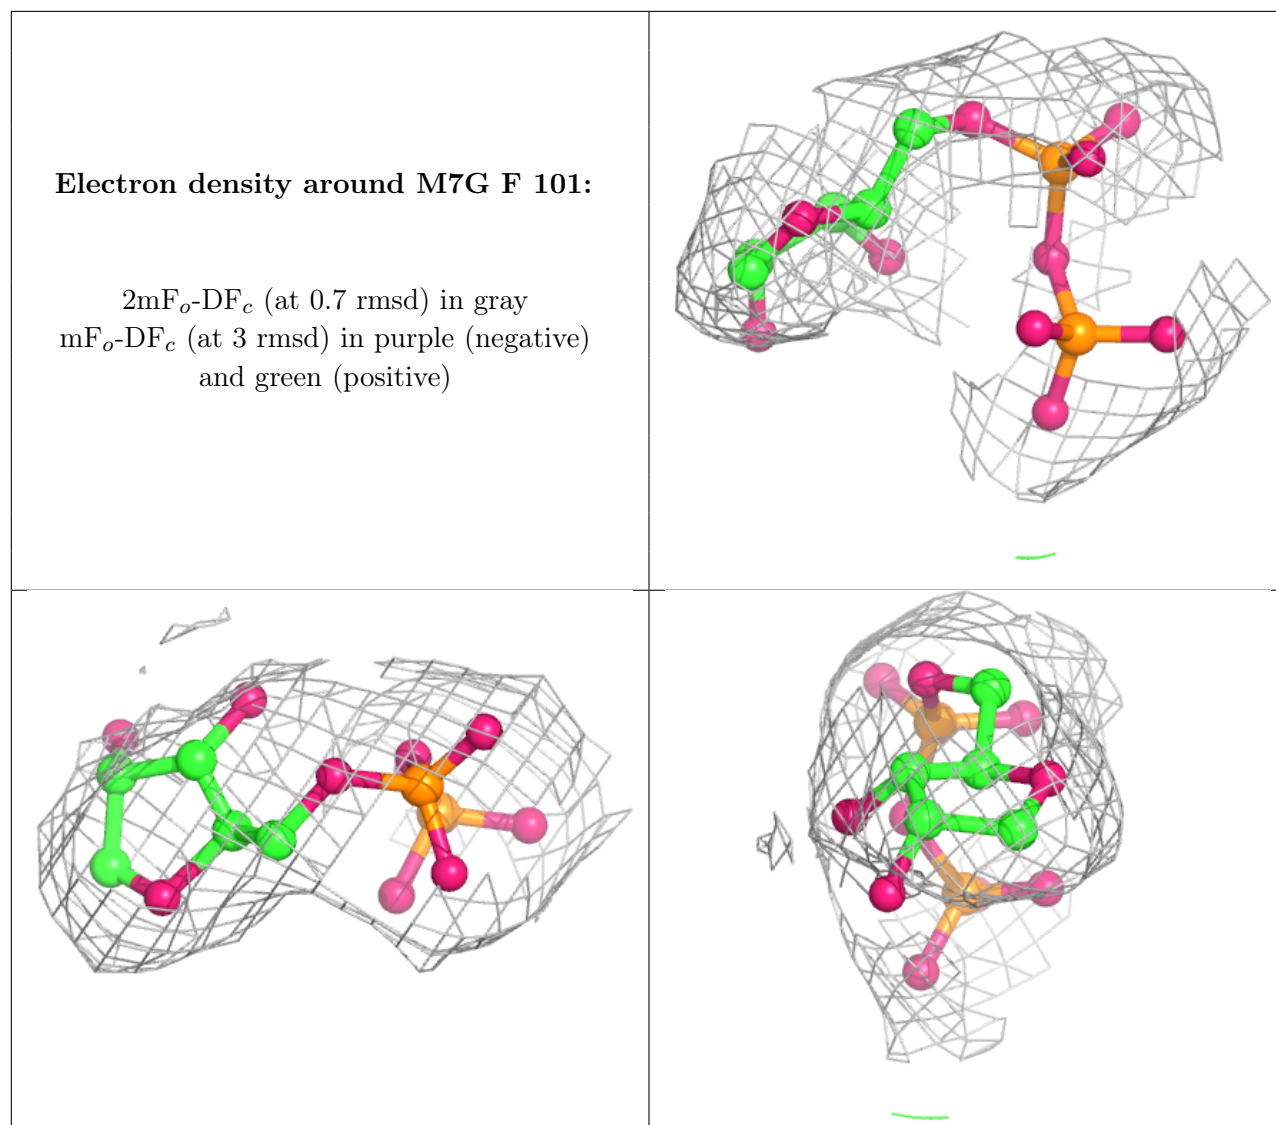 Electron density around M7G F 101:
2mFₒ-DF𝒸 (at 0.7 rmsd) in gray
mFₒ-DF𝒸 (at 3 rmsd) in purple (negative)
and green (positive)